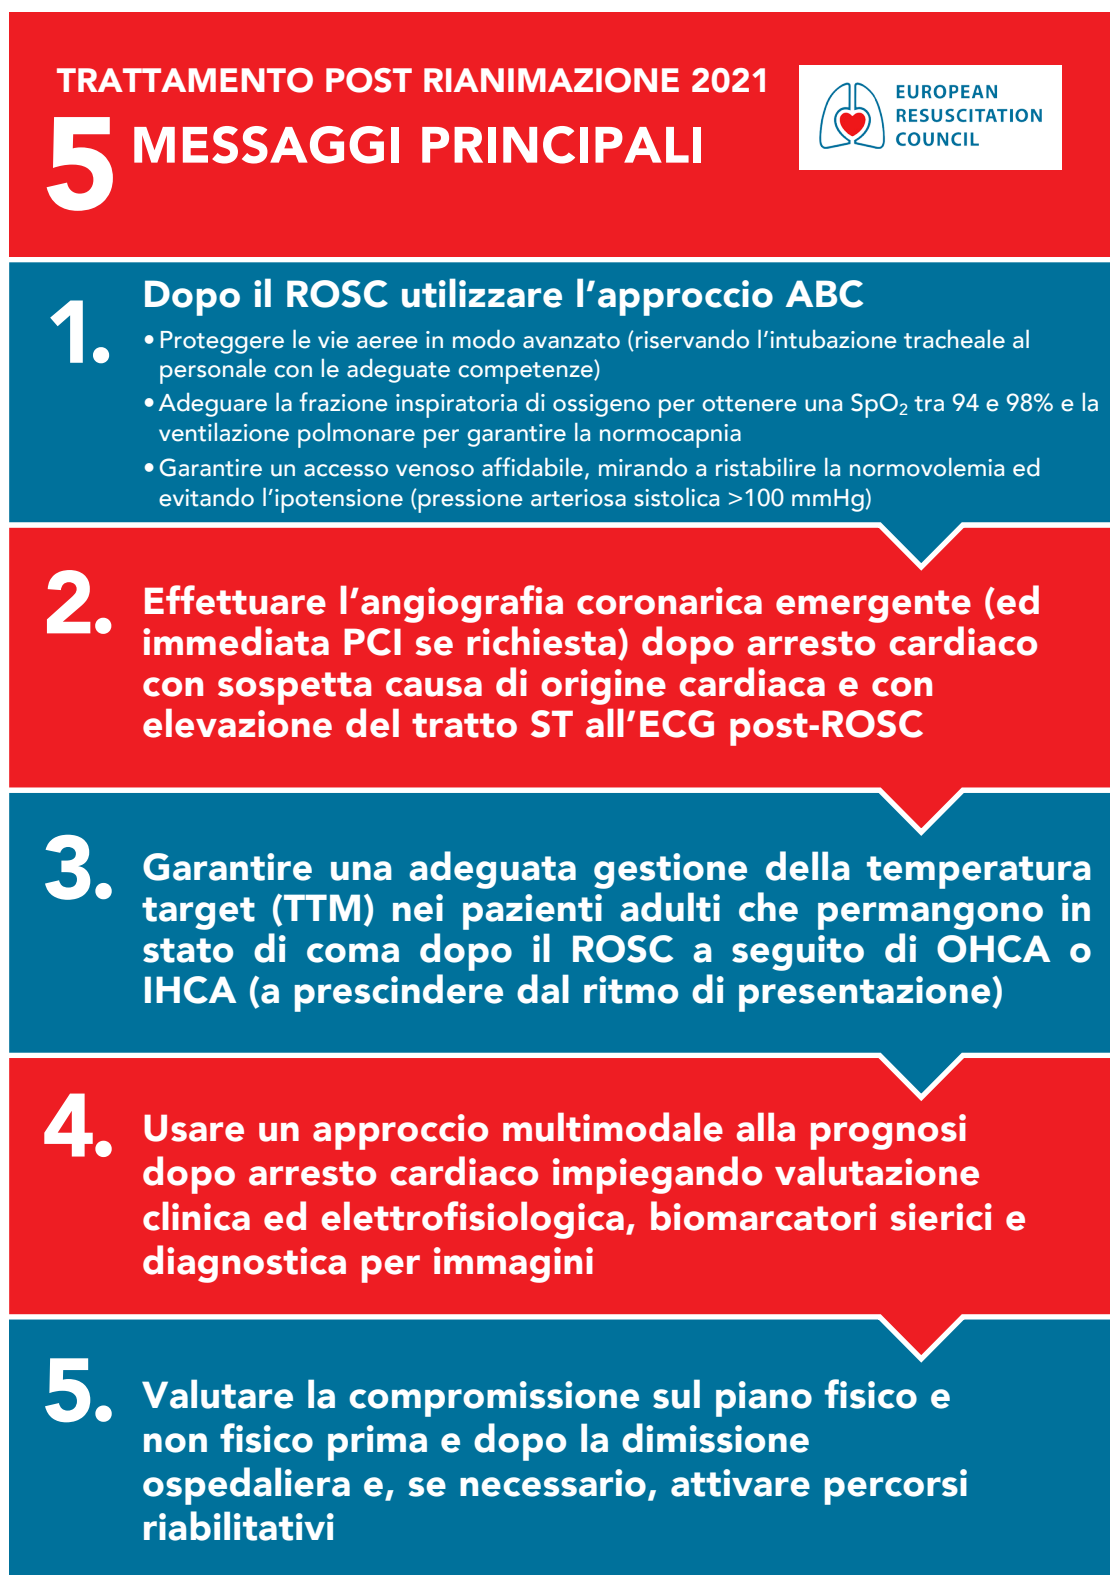 TRATTAMENTO POST RIANIMAZIONE 2021
5 MESSAGGI PRINCIPALI
EUROPEAN
RESUSCITATION
COUNCIL
1. Dopo il ROSC utilizzare l’approccio ABC
• Proteggere le vie aeree in modo avanzato (riservando l’intubazione tracheale al
personale con le adeguate competenze)
• Adeguare la frazione inspiratoria di ossigeno per ottenere una SpO₂ tra 94 e 98% e la
ventilazione polmonare per garantire la normocapnia
• Garantire un accesso venoso affidabile, mirando a ristabilire la normovolemia ed
evitando l’ipotensione (pressione arteriosa sistolica >100 mmHg)
2. Effettuare l’angiografia coronarica emergente (ed
immediata PCI se richiesta) dopo arresto cardiaco
con sospetta causa di origine cardiaca e con
elevazione del tratto ST all’ECG post-ROSC
3. Garantire una adeguata gestione della temperatura
target (TTM) nei pazienti adulti che permangono in
stato di coma dopo il ROSC a seguito di OHCA o
IHCA (a prescindere dal ritmo di presentazione)
4. Usare un approccio multimodale alla prognosi
dopo arresto cardiaco impiegando valutazione
clinica ed elettrofisiologica, biomarcatori sierici e
diagnostica per immagini
5. Valutare la compromissione sul piano fisico e
non fisico prima e dopo la dimissione
ospedaliera e, se necessario, attivare percorsi
riabilitativi